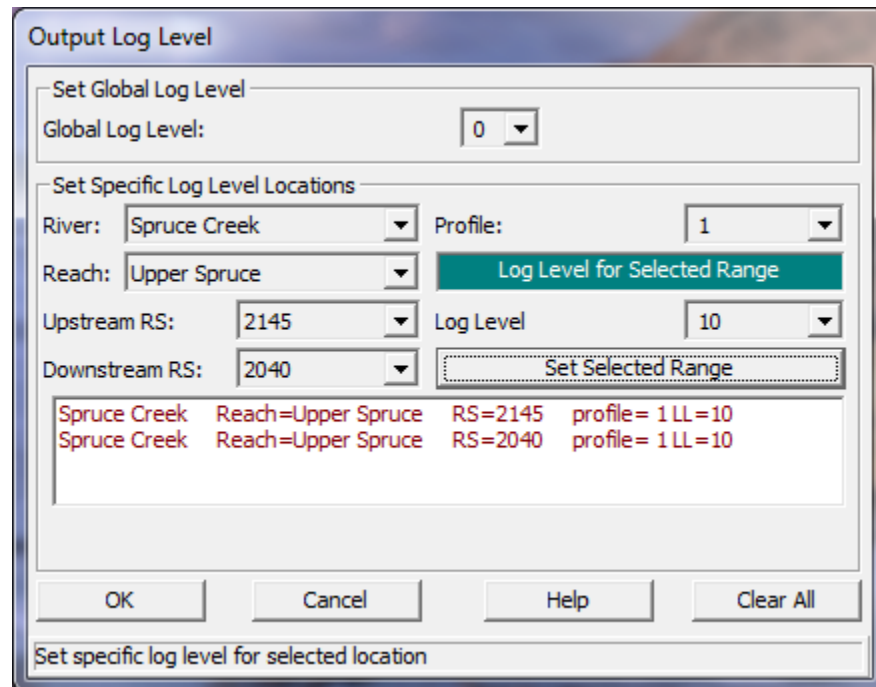 Output Log Level
Set Global Log Level
Global Log Level: 0
Set Specific Log Level Locations
River: Spruce Creek Profile: 1
Reach: Upper Spruce Log Level for Selected Range
Upstream RS: 2145 Log Level 10
Downstream RS: 2040 Set Selected Range
Spruce Creek Reach=Upper Spruce RS=2145 profile= 1 LL=10
Spruce Creek Reach=Upper Spruce RS=2040 profile= 1 LL=10
OK Cancel Help Clear All
Set specific log level for selected location